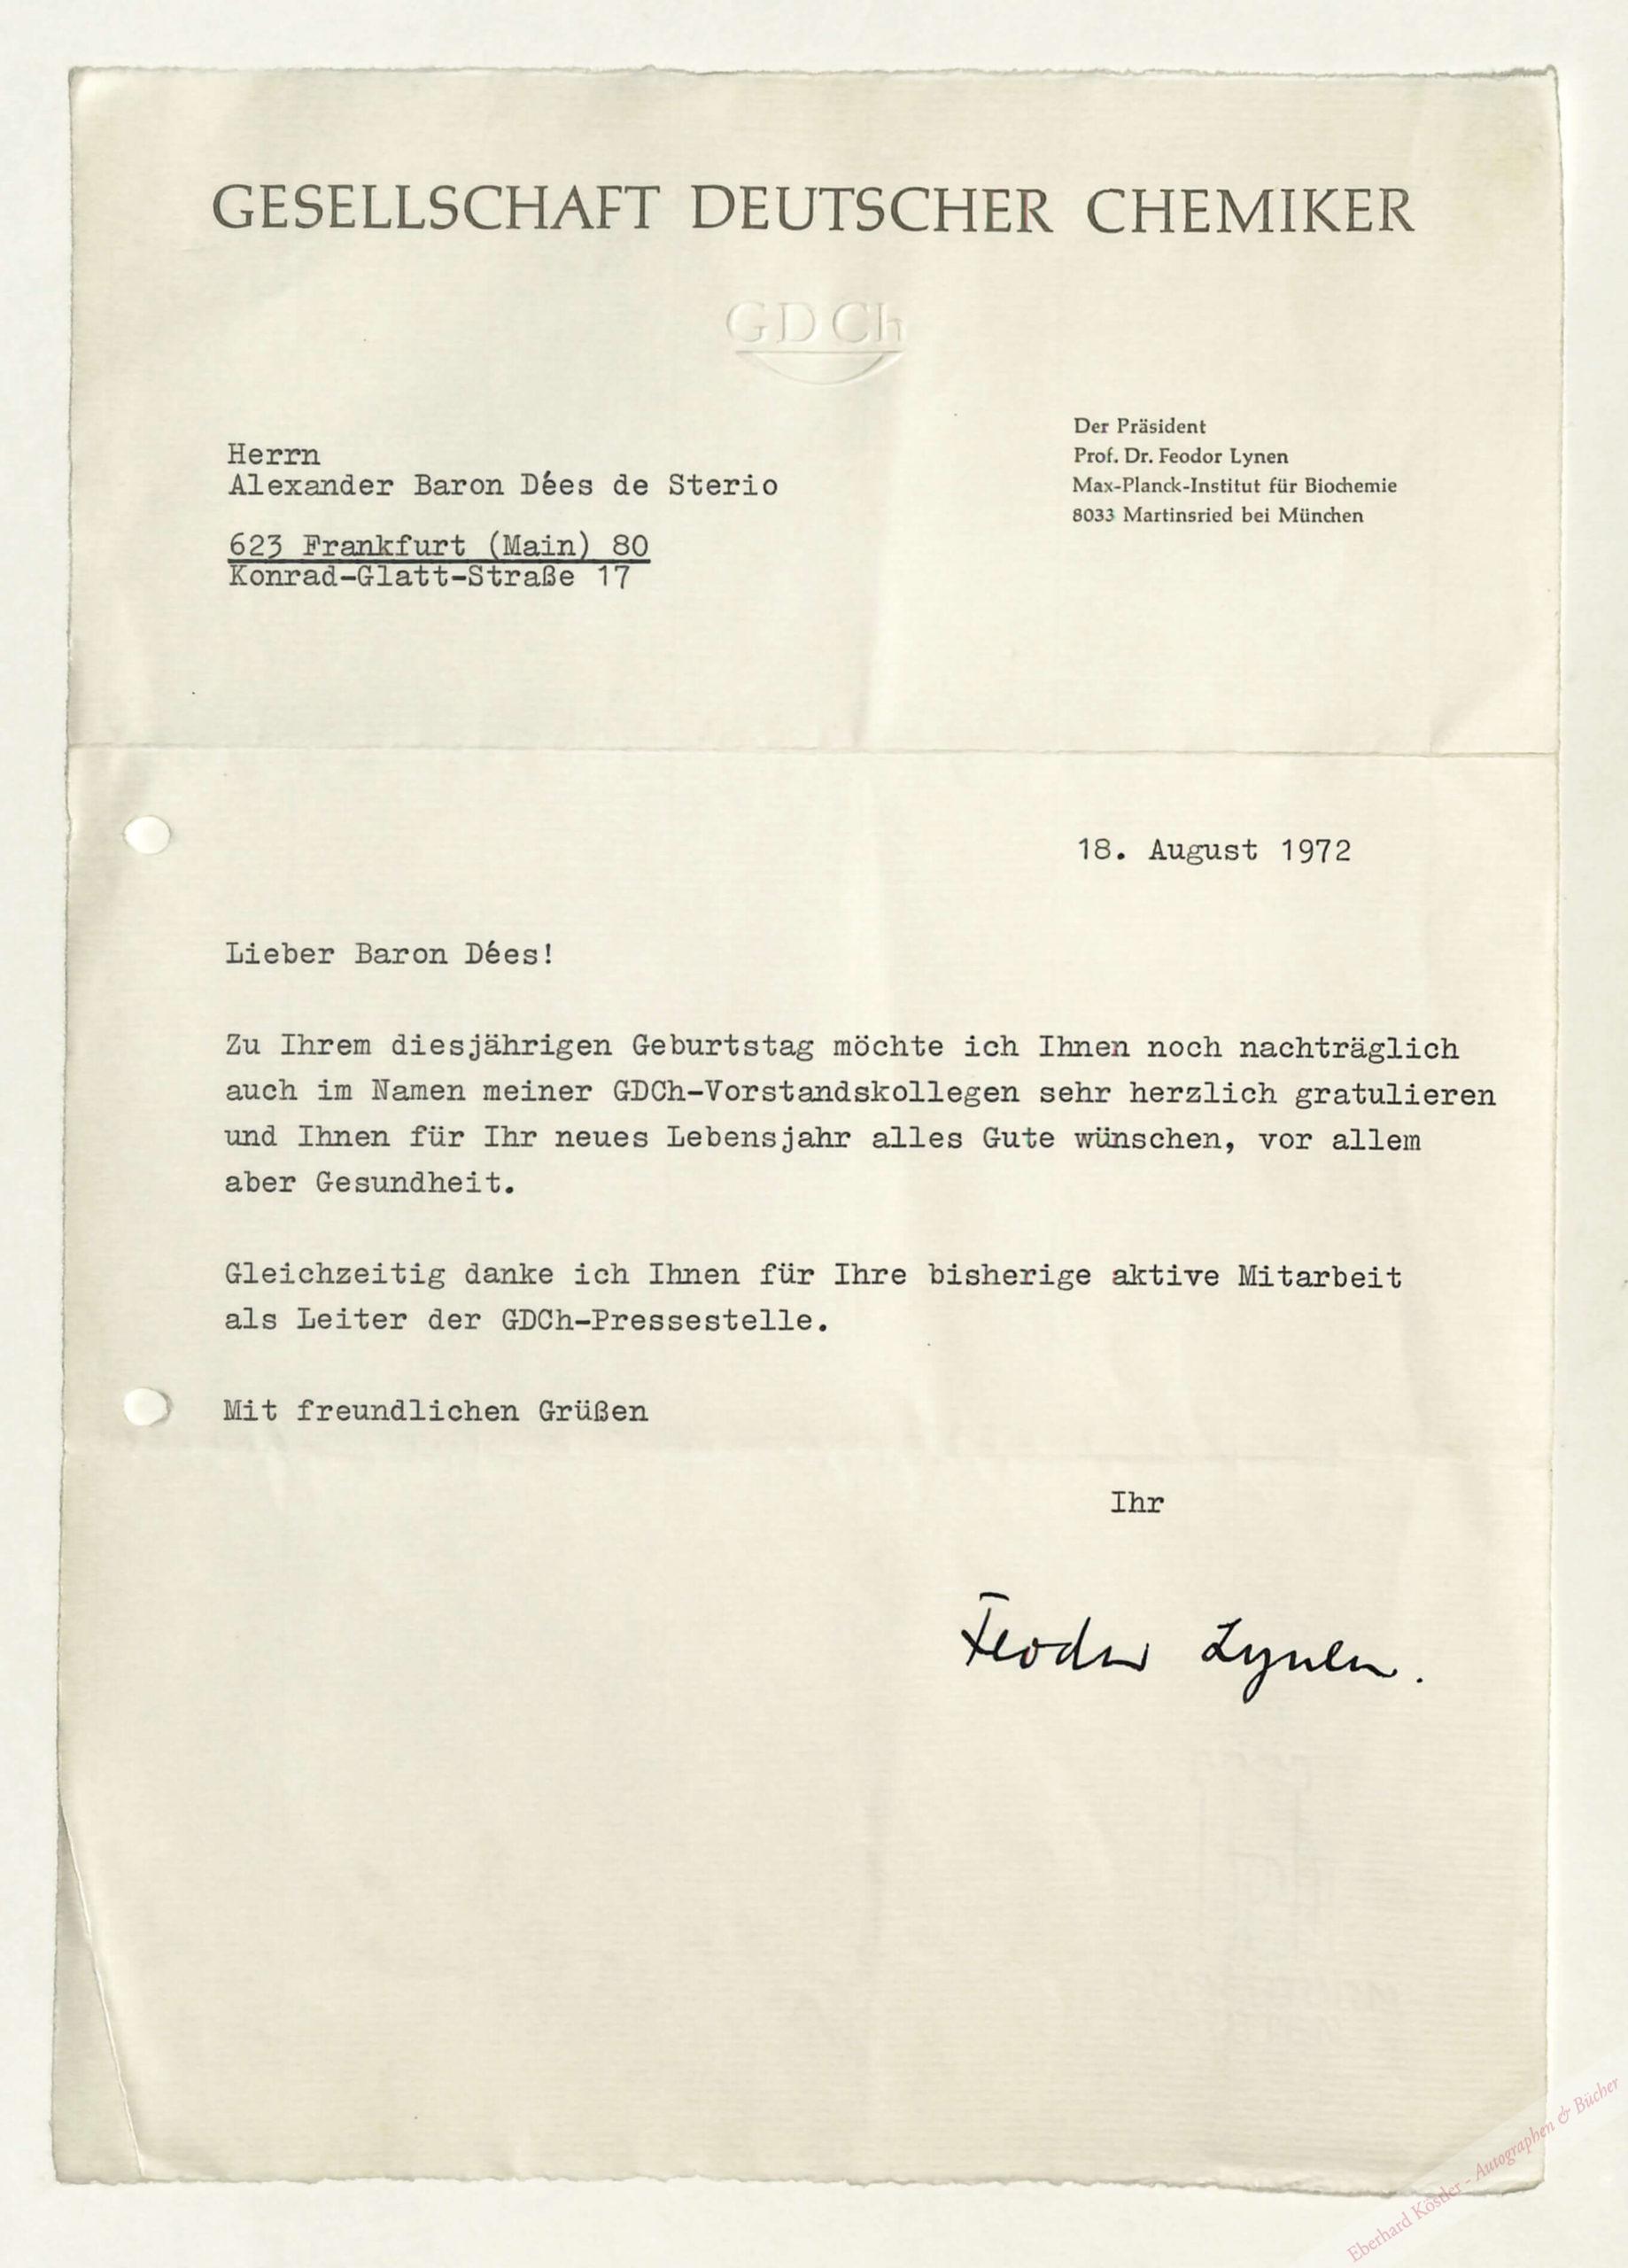 GESELLSCHAFT DEUTSCHER CHEMIKER
GDCh
Der Präsident
Prof. Dr. Feodor Lynen
Max-Planck-Institut für Biochemie
8033 Martinsried bei München
Herrn
Alexander Baron Dées de Sterio
623 Frankfurt (Main) 80
Konrad-Glatt-Straße 17
18. August 1972
Lieber Baron Dées!
Zu Ihrem diesjährigen Geburtstag möchte ich Ihnen noch nachträglich
auch im Namen meiner GDCh-Vorstandskollegen sehr herzlich gratulieren
und Ihnen für Ihr neues Lebensjahr alles Gute wünschen, vor allem
aber Gesundheit.
Gleichzeitig danke ich Ihnen für Ihre bisherige aktive Mitarbeit
als Leiter der GDCh-Pressestelle.
Mit freundlichen Grüßen
Ihr
Feodor Lynen.
Eberhard Köstler - Autographen & Bücher